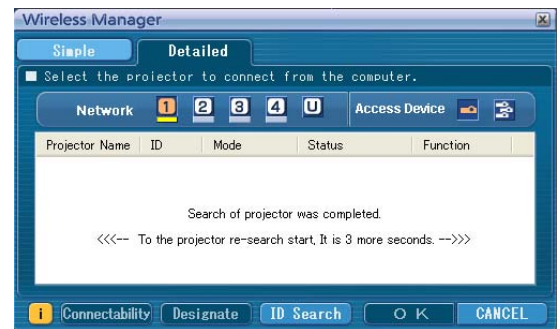 Wireless Manager
Simple Detailed
Select the projector to connect from the computer.
Network 1 2 3 4 U Access Device
Projector Name ID Mode Status Function
Search of projector was completed.
<<<-- To the projector re-search start, It is 3 more seconds. -->>>
i Connectability Designate ID Search OK CANCEL